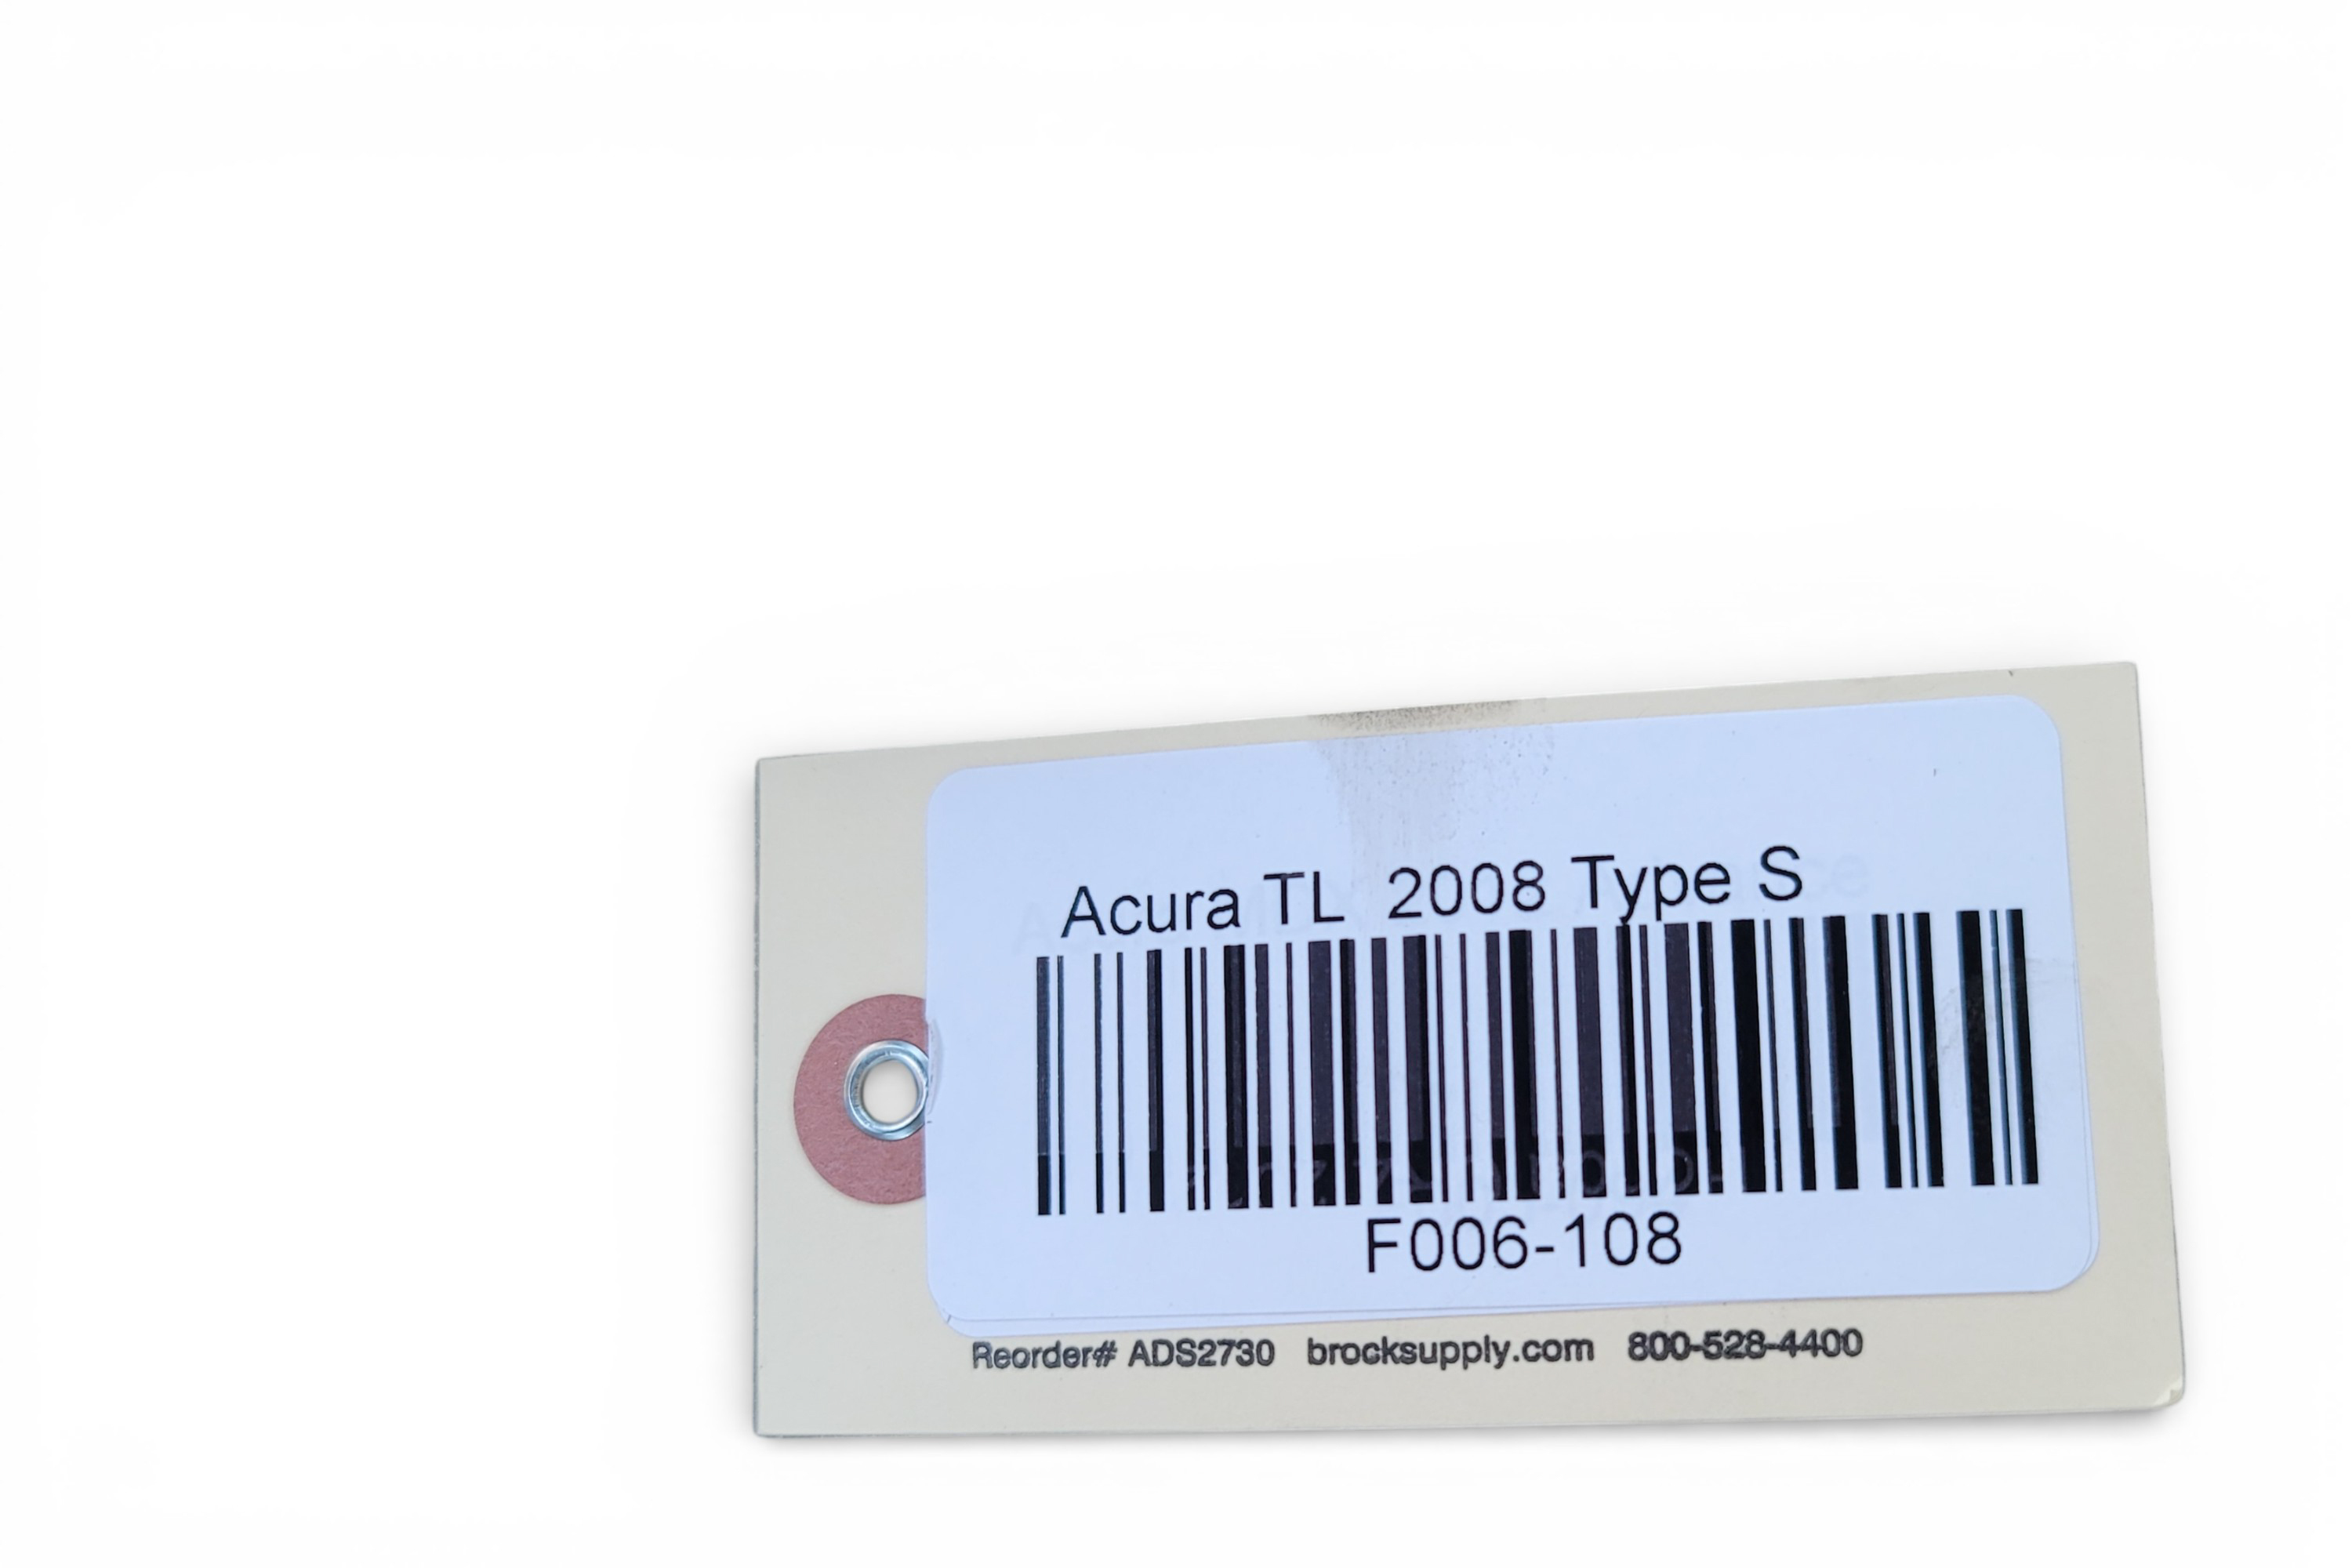 Acura TL 2008 Type S
F006-108
Reorder# ADS2730 brocksupply.com 800-528-4400